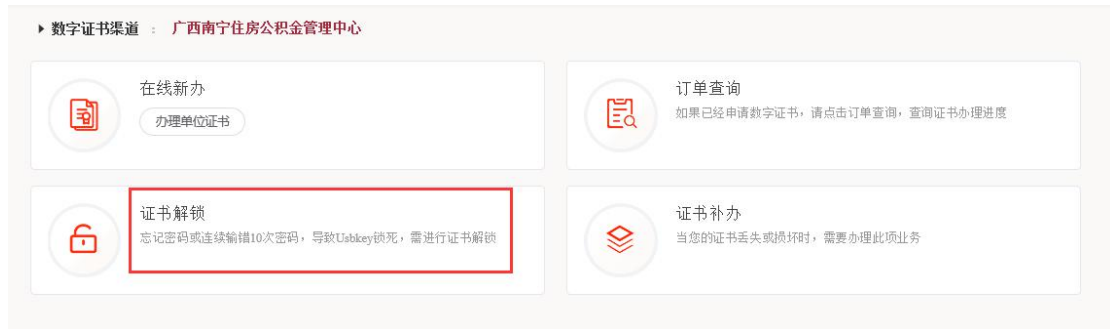 数字证书渠道 : 广西南宁住房公积金管理中心
在线新办
办理单位证书
订单查询
如果已经申请数字证书，请点击订单查询，查询证书办理进度
证书解锁
忘记密码或连续输错10次密码，导致Usbkey锁死，需进行证书解锁
证书补办
当您的证书丢失或损坏时，需要办理此项业务